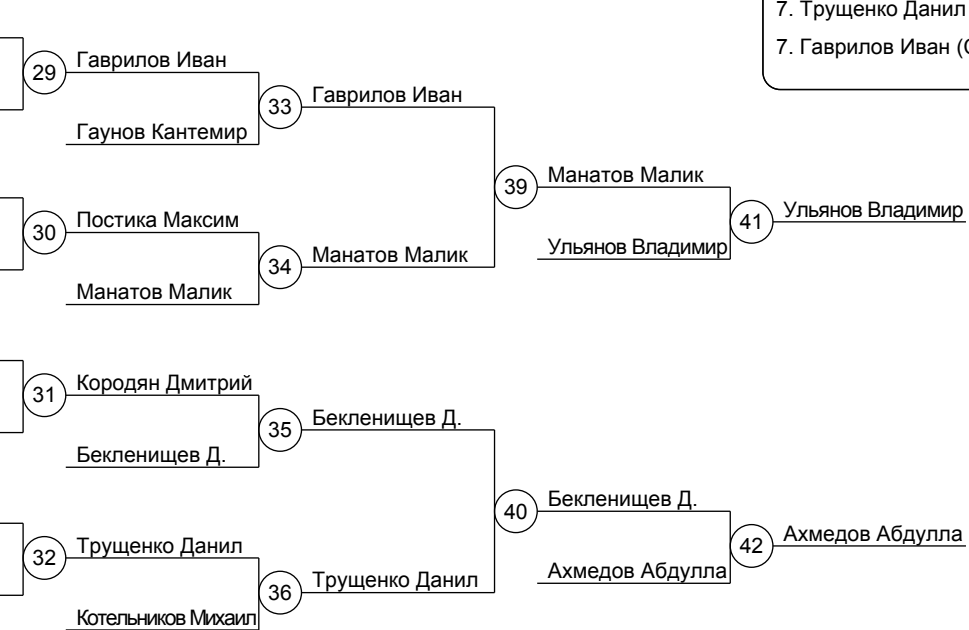 7. Трущенко Данил
7. Гаврилов Иван (
29 Гаврилов Иван
33 Гаврилов Иван
Гаунов Кантемир
39 Манатов Малик
41 Ульянов Владимир
30 Постика Максим
Ульянов Владимир
34 Манатов Малик
Манатов Малик
31 Кородян Дмитрий
35 Бекленищев Д.
Бекленищев Д.
40 Бекленищев Д.
42 Ахмедов Абдулла
32 Трущенко Данил
Ахмедов Абдулла
36 Трущенко Данил
Котельников Михаил